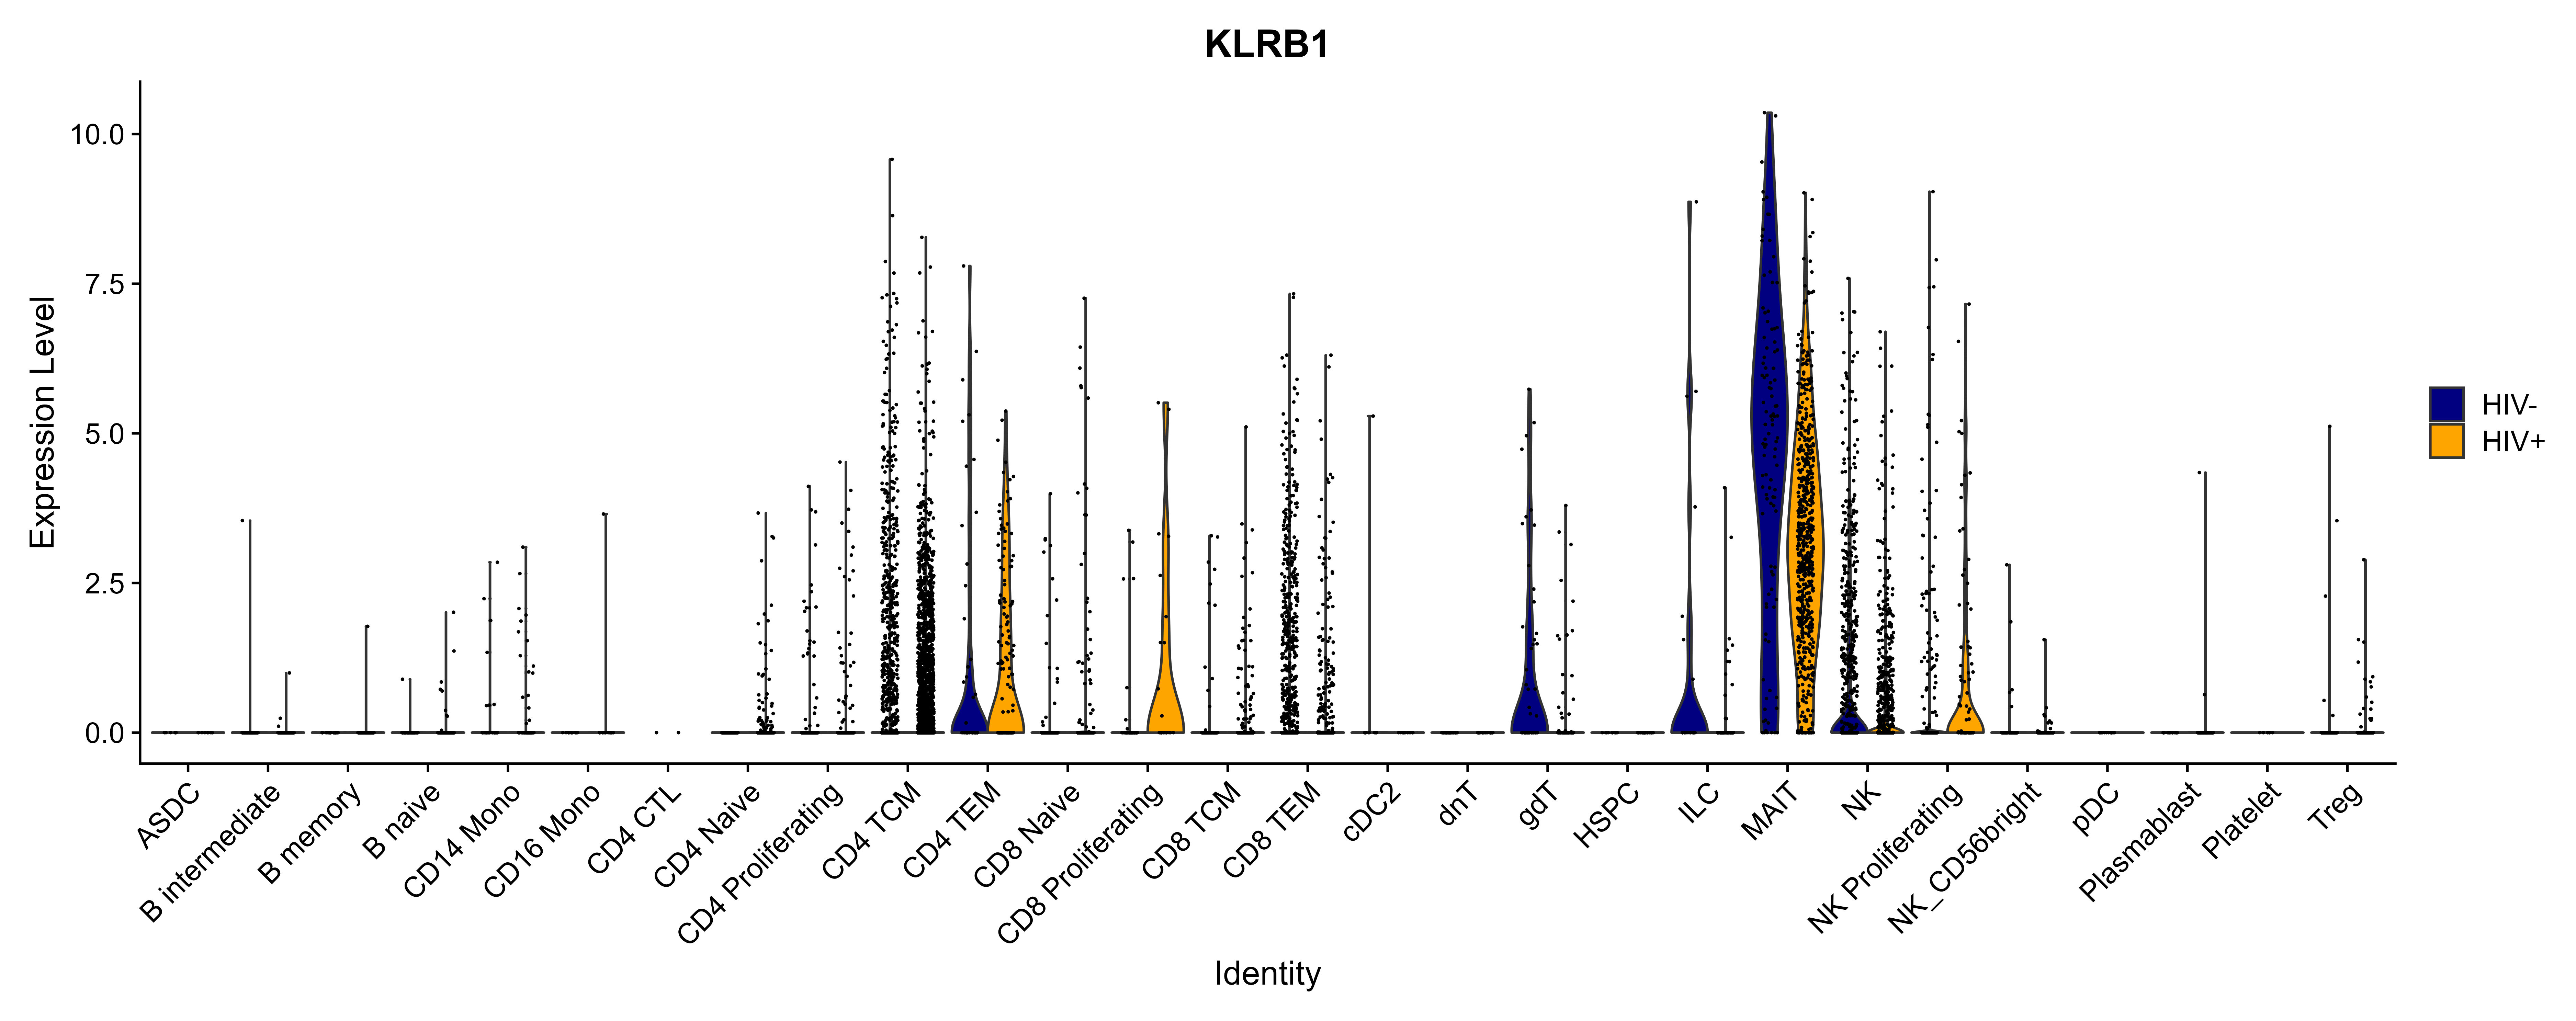 KLRB1
Expression Level
10.0
7.5
5.0
2.5
0.0
HIV-
HIV+
ASDC
B intermediate
B memory
B naive
CD14 Mono
CD16 Mono
CD4 CTL
CD4 Naive
CD4 Proliferating
CD4 TCM
CD4 TEM
CD8 Naive
CD8 Proliferating
CD8 TCM
CD8 TEM
cDC2
dnT
gdT
HSPC
ILC
MAIT
NK
NK Proliferating
NK_CD56bright
pDC
Plasmablast
Platelet
Treg
Identity